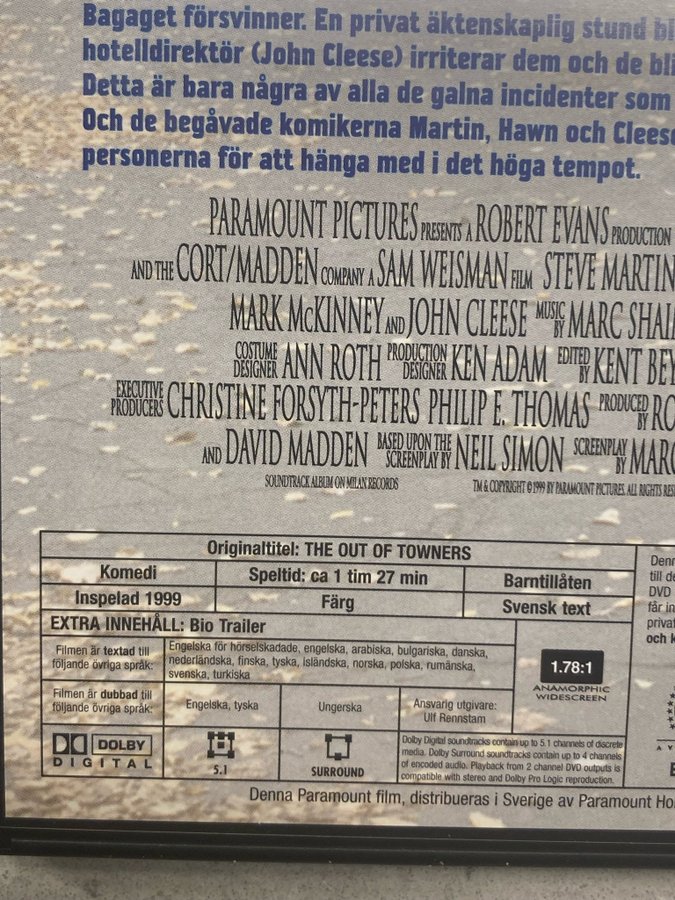 Bagaget försvinner. En privat äktenskaplig stund bl
hotelldirektör (John Cleese) irriterar dem och de bli
Detta är bara några av alla de galna incidenter som
Och de begåvade komikerna Martin, Hawn och Cleese
personerna för att hänga med i det höga tempot.
PARAMOUNT PICTURES PRESENTS A ROBERT EVANS PRODUCTION
AND THE CORT/MADDEN COMPANY A SAM WEISMAN FILM STEVE MARTIN
MARK McKINNEY AND JOHN CLEESE MUSIC BY MARC SHAI
COSTUME DESIGNER ANN ROTH PRODUCTION DESIGNER KEN ADAM EDITED BY KENT BEY
EXECUTIVE PRODUCERS CHRISTINE FORSYTH-PETERS PHILIP E. THOMAS PRODUCED BY RO
AND DAVID MADDEN BASED UPON THE SCREENPLAY BY NEIL SIMON SCREENPLAY BY MARC
SOUNDTRACK ALBUM ON MILAN RECORDS TM & COPYRIGHT © 1999 BY PARAMOUNT PICTURES. ALL RIGHTS RES
Originaltitel: THE OUT OF TOWNERS
Komedi Speltid: ca 1 tim 27 min Barntillåten
Inspelad 1999 Färg Svensk text
EXTRA INNEHÅLL: Bio Trailer
Filmen är textad till
följande övriga språk:
Engelska för hörselskadade, engelska, arabiska, bulgariska, danska,
nederländska, finska, tyska, isländska, norska, polska, rumänska,
svenska, turkiska
1.78:1
ANAMORPHIC
WIDESCREEN
Filmen är dubbad till
följande övriga språk:
Engelska, tyska
Ungerska
Ansvarig utgivare:
Ulf Rennstam
DOLBY
DIGITAL
5.1
SURROUND
Dolby Digital soundtracks contain up to 5.1 channels of discrete
media. Dolby Surround soundtracks contain up to 4 channels
of encoded audio. Playback from 2 channel DVD outputs is
compatible with stereo and Dolby Pro Logic reproduction.
Denn
till de
DVD
får in
privat
och k
Denna Paramount film, distribueras i Sverige av Paramount Ho